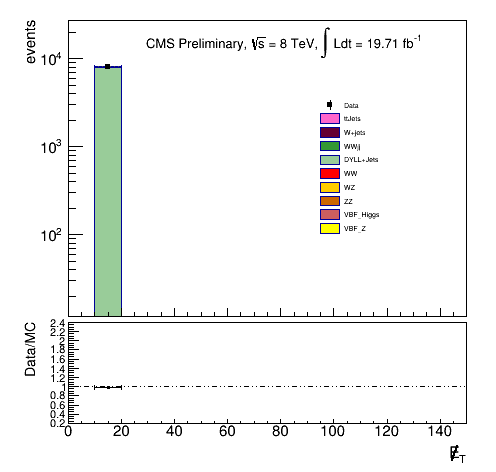 events
CMS Preliminary, √s = 8 TeV, ∫ Ldt = 19.71 fb⁻¹
10⁴
10³
10²
Data
ttJets
W+jets
WWjj
DYLL+Jets
WW
WZ
ZZ
VBF_Higgs
VBF_Z
Data/MC
2.4
2.2
2
1.8
1.6
1.4
1.2
1
0.8
0.6
0.4
0.2
0 20 40 60 80 100 120 140
E̸_T